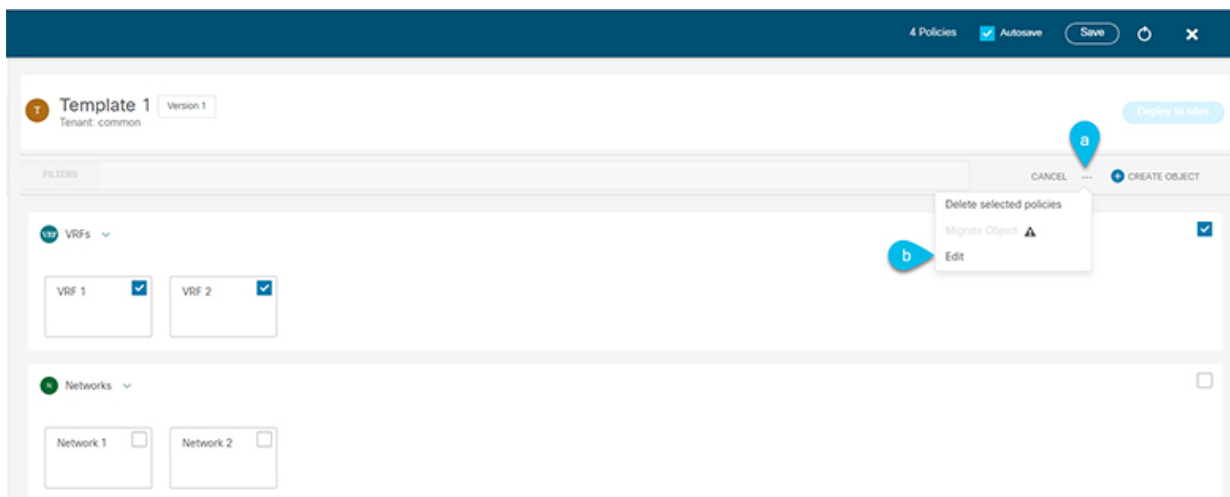 4 Policies Autosave Save
T Template 1 Version 1
Tenant: common
Deploy to sites
a
FILTERS CANCEL ... CREATE OBJECT
Delete selected policies
VRF VRFs Migrate Object
b Edit
VRF 1 VRF 2
N Networks
Network 1 Network 2